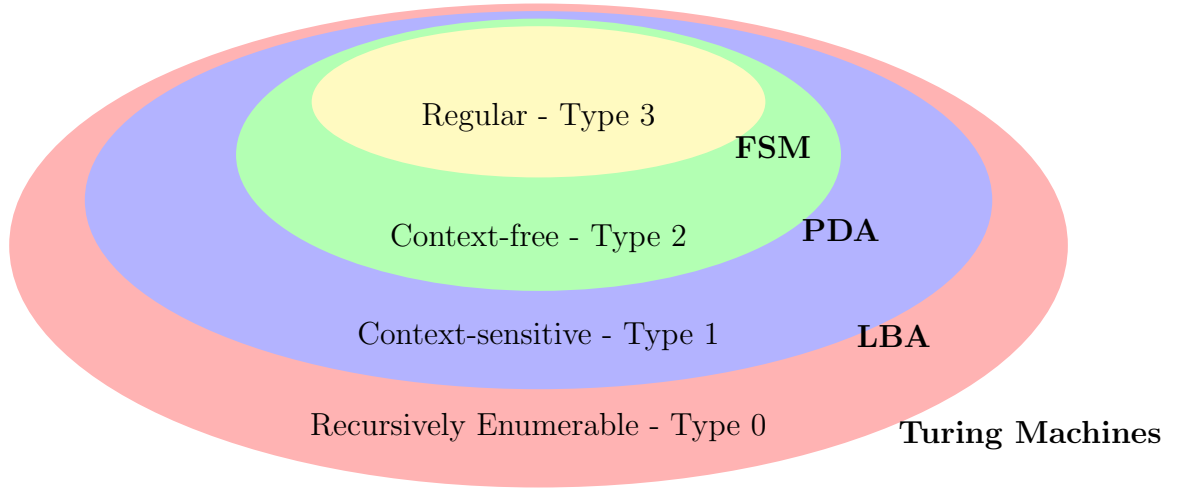 Regular - Type 3
FSM
Context-free - Type 2
PDA
Context-sensitive - Type 1
LBA
Recursively Enumerable - Type 0
Turing Machines